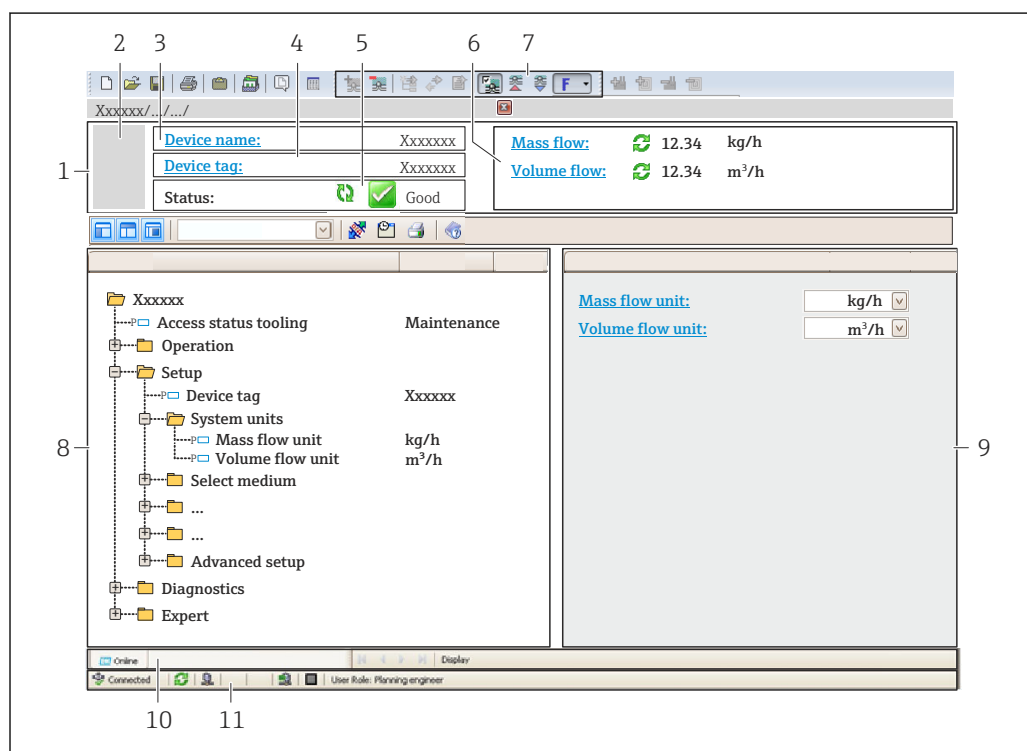 2 3 4 5 6 7
F
Xxxxxx/.../.../
1
Device name: Xxxxxxx
Device tag: Xxxxxxx
Status: Good
Mass flow: 12.34 kg/h
Volume flow: 12.34 m³/h
Xxxxxx
P Access status tooling Maintenance
Operation
Setup
P Device tag Xxxxxx
System units
P Mass flow unit kg/h
P Volume flow unit m³/h
Select medium
...
...
Advanced setup
Diagnostics
Expert
8
Mass flow unit: kg/h
Volume flow unit: m³/h
9
Online Display
Connected User Role: Planning engineer
10 11